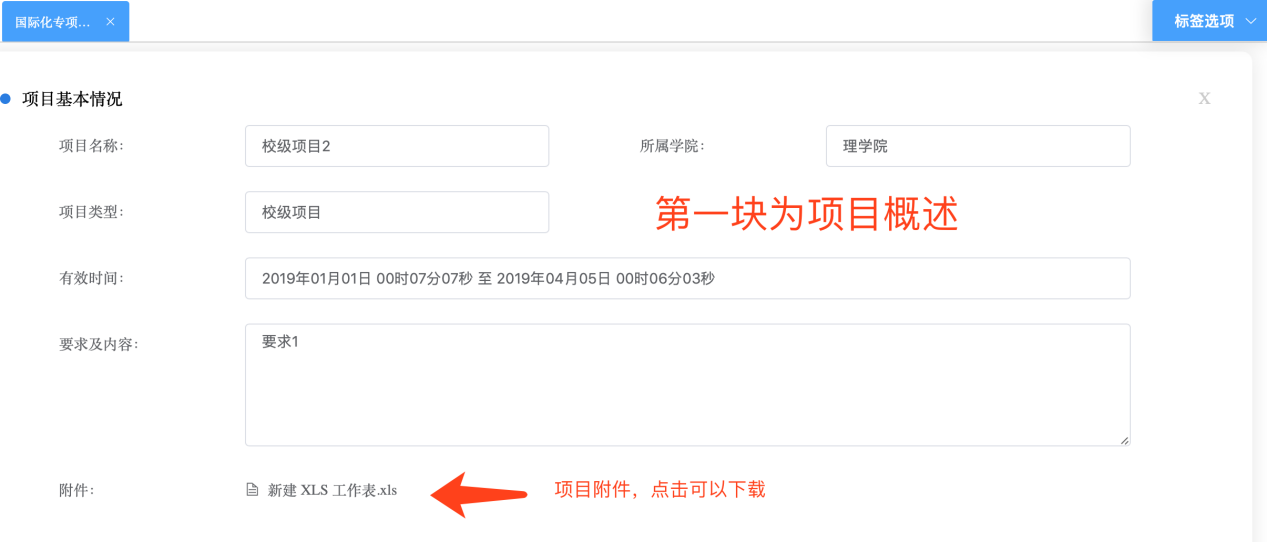 国际化专项... ×
标签选项
项目基本情况
X
项目名称： 校级项目2 所属学院： 理学院
项目类型： 校级项目
第一块为项目概述
有效时间： 2019年01月01日 00时07分07秒 至 2019年04月05日 00时06分03秒
要求及内容： 要求1
附件： 新建 XLS 工作表.xls
项目附件，点击可以下载